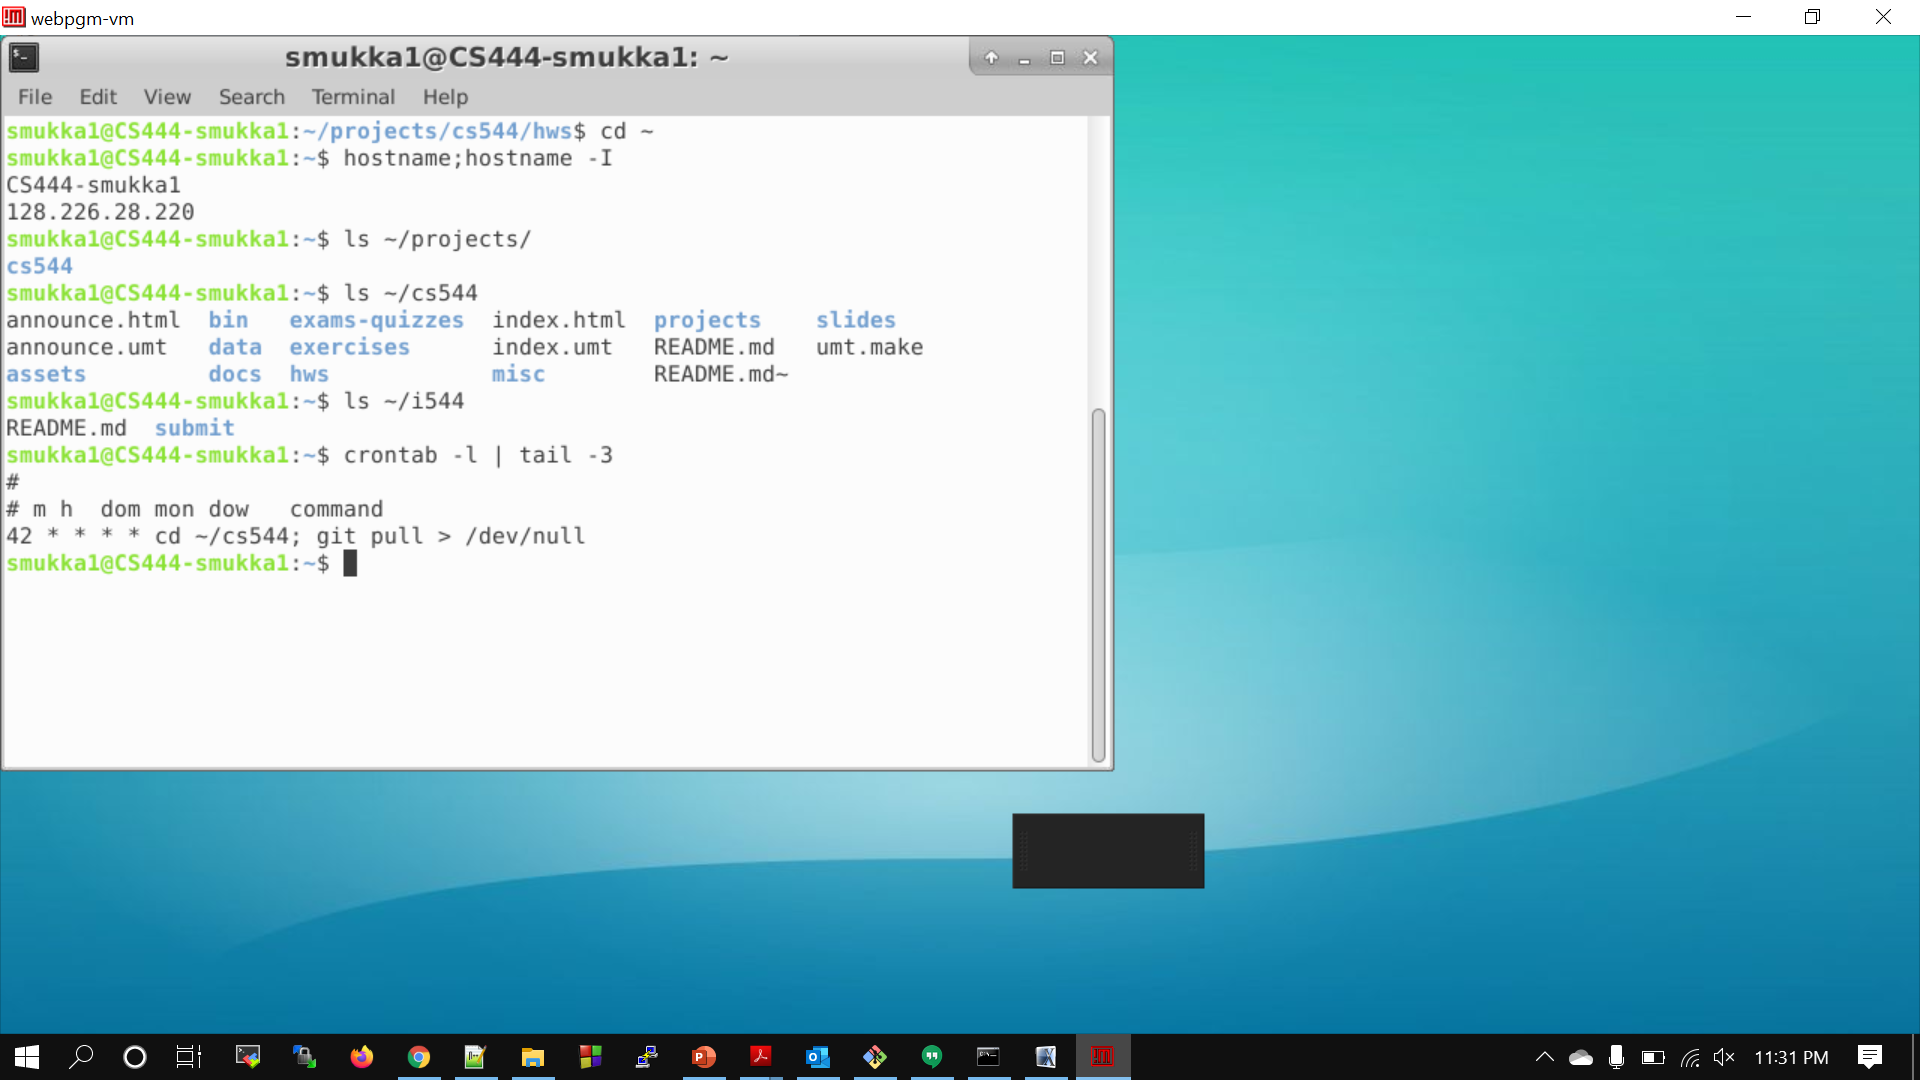 webpgm-vm
smukka1@CS444-smukka1: ~
File Edit View Search Terminal Help
smukka1@CS444-smukka1:~/projects/cs544/hws$ cd ~
smukka1@CS444-smukka1:~$ hostname;hostname -I
CS444-smukka1
128.226.28.220
smukka1@CS444-smukka1:~$ ls ~/projects/
cs544
smukka1@CS444-smukka1:~$ ls ~/cs544
announce.html  bin   exams-quizzes  index.html  projects    slides
announce.umt   data  exercises      index.umt   README.md   umt.make
assets         docs  hws            misc        README.md~
smukka1@CS444-smukka1:~$ ls ~/i544
README.md  submit
smukka1@CS444-smukka1:~$ crontab -l | tail -3
#
# m h  dom mon dow   command
42 * * * * cd ~/cs544; git pull > /dev/null
smukka1@CS444-smukka1:~$
11:31 PM